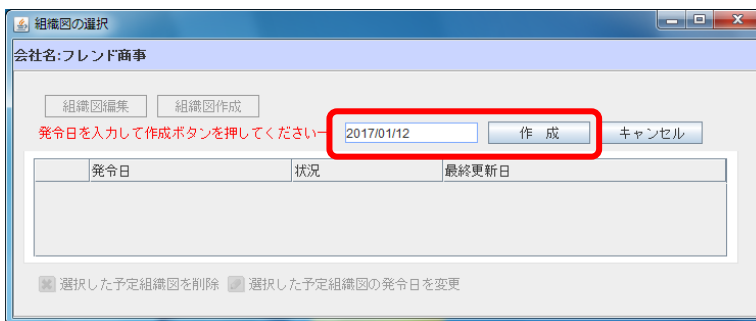 組織図の選択
会社名:フレンド商事
組織図編集 組織図作成
発令日を入力して作成ボタンを押してくださいー 2017/01/12 作 成 キャンセル
発令日 状況 最終更新日
選択した予定組織図を削除 選択した予定組織図の発令日を変更